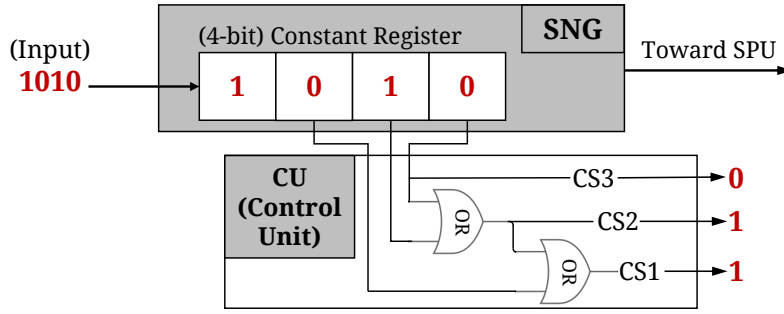 SNG
(4-bit) Constant Register
(Input)
1010
1 0 1 0
Toward SPU
CU
(Control
Unit)
CS3
0
OR
CS2
1
OR
CS1
1